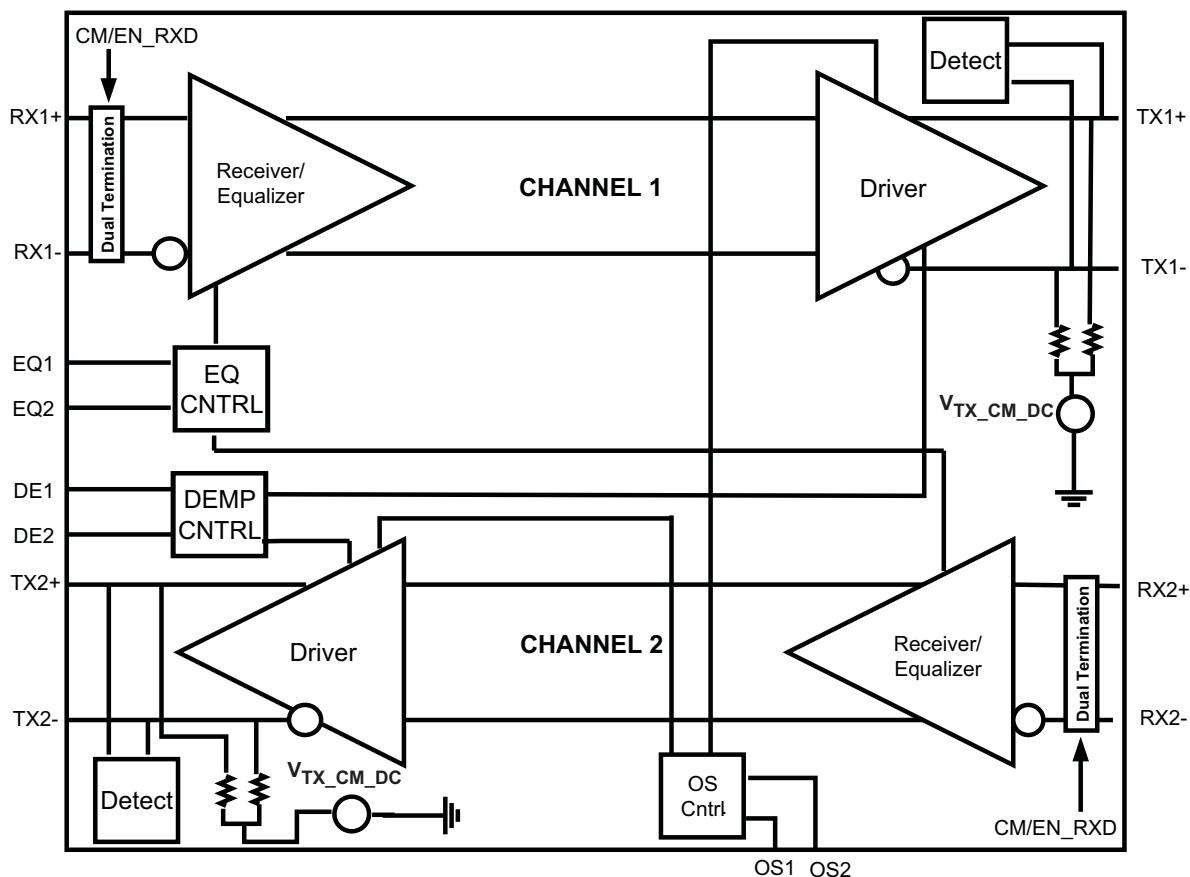 CM/EN_RXD
Detect
RX1+
TX1+
Dual Termination
Receiver/
Equalizer
CHANNEL 1
Driver
RX1-
TX1-
EQ1
EQ
CNTRL
EQ2
VTX_CM_DC
DE1
DEMP
CNTRL
DE2
TX2+
RX2+
Driver
CHANNEL 2
Receiver/
Equalizer
Dual Termination
TX2-
RX2-
VTX_CM_DC
Detect
OS
Cntrl.
CM/EN_RXD
OS1
OS2